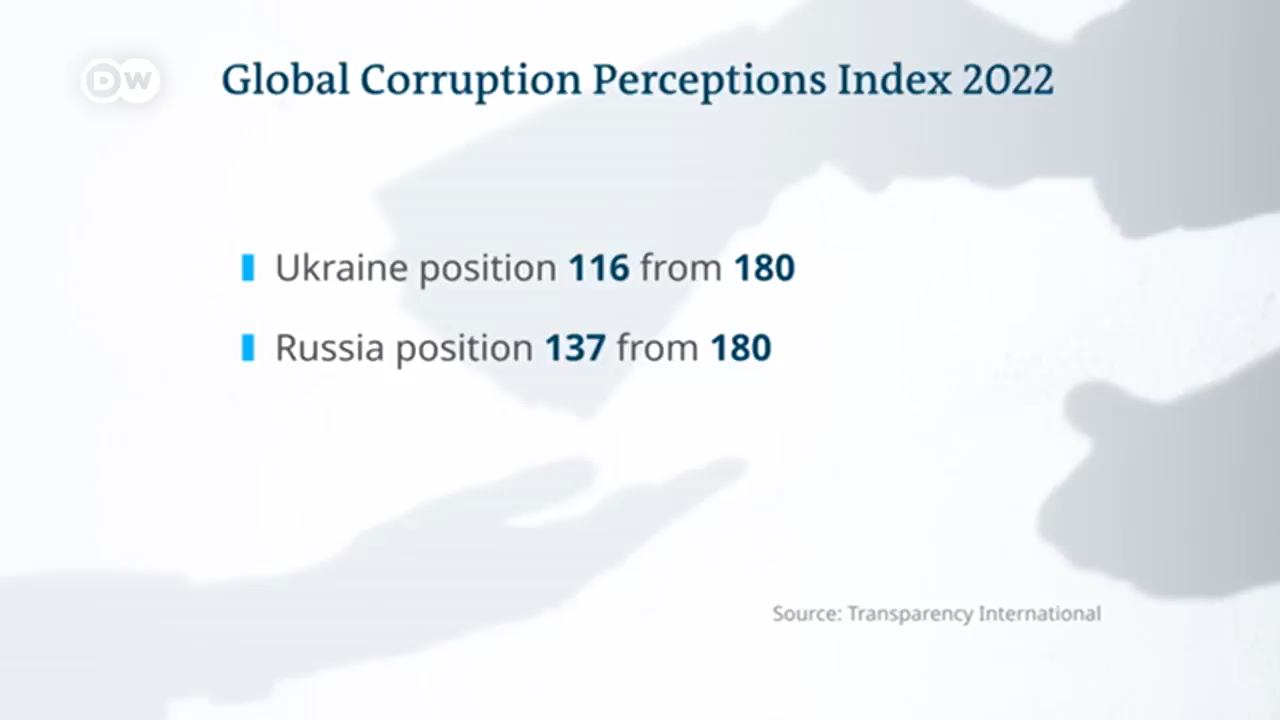 DW
Global Corruption Perceptions Index 2022
Ukraine position 116 from 180
Russia position 137 from 180
Source: Transparency International